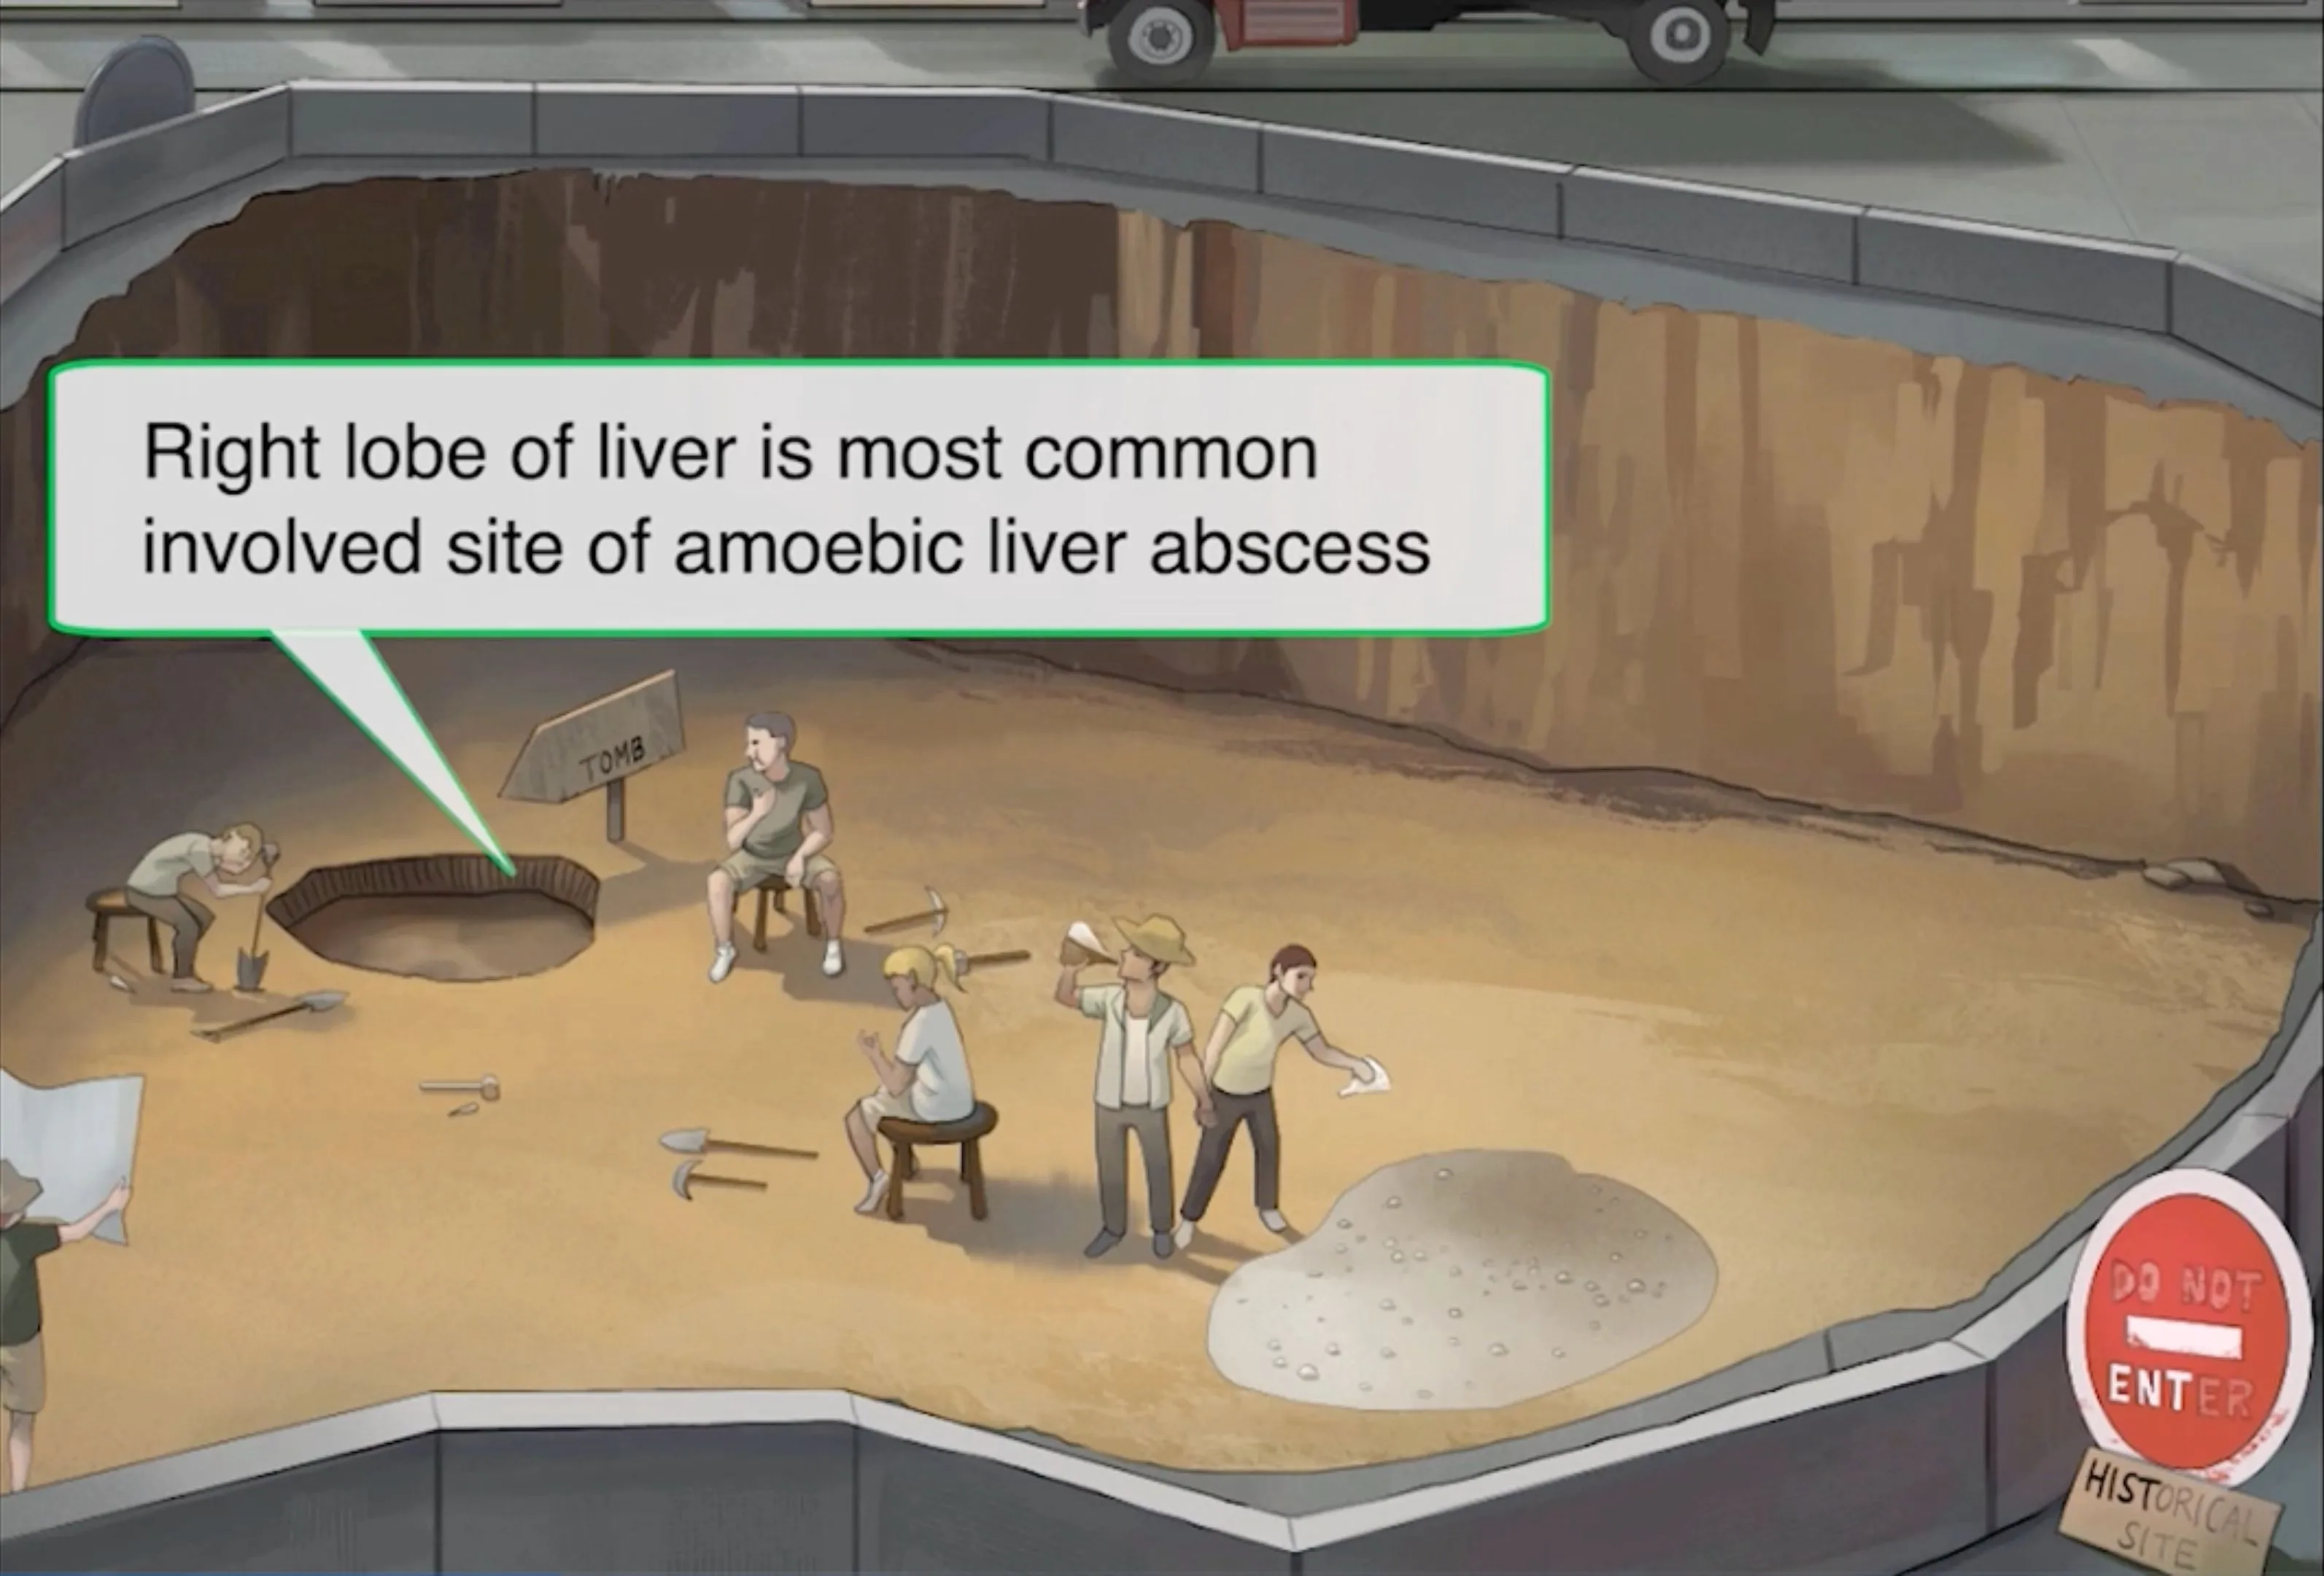 Right lobe of liver is most common
involved site of amoebic liver abscess
TOMB
DO NOT
ENTER
HISTORICAL
SITE